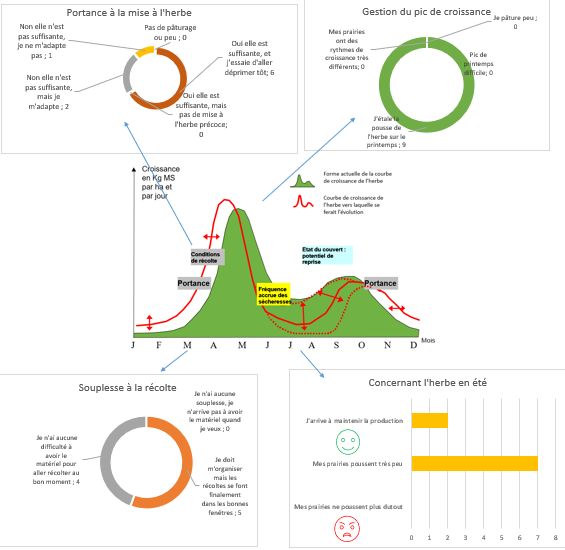 Portance à la mise à l'herbe
Non elle n'est
pas suffisante,
je ne m'adapte
pas ; 1
Pas de pâturage
ou peu ; 0
Oui elle est
suffisante, et
j'essaie d'aller
déprimer tôt; 6
Non elle n'est
pas suffisante,
mais je
m'adapte ; 2
Oui elle est
suffisante, mais
pas de mise à
l'herbe précoce;
0
Gestion du pic de croissance
Je pâture peu ;
0
Mes prairies
ont des
rythmes de
croissance très
différents; 0
Pic de
printemps
difficile; 0
J'étale la
pousse de
l'herbe sur le
printemps ; 9
Croissance
en Kg MS
par ha et
par jour
Forme actuelle de la courbe
de croissance de l'herbe
Courbe de croissance de
l'herbe vers laquelle se
ferait l'évolution
Conditions
de récolte
Etat du couvert :
potentiel de
reprise
Portance
Fréquence
accrue des
sécheresses
Portance
Mois
J F M A M J J A S O N D
Souplesse à la récolte
Je n'ai aucune
souplesse, je
n'arrive pas à avoir
le matériel quand
je veux ; 0
Je n'ai aucune
difficulté à
avoir le
matériel pour
aller récolter au
bon moment ; 4
Je doit
m'organiser
mais les
récoltes se font
finalement
dans les bonnes
fenêtres ; 5
Concernant l'herbe en été
J'arrive à maintenir la production
Mes prairies poussent très peu
Mes prairies ne poussent plus dutout
0 1 2 3 4 5 6 7 8